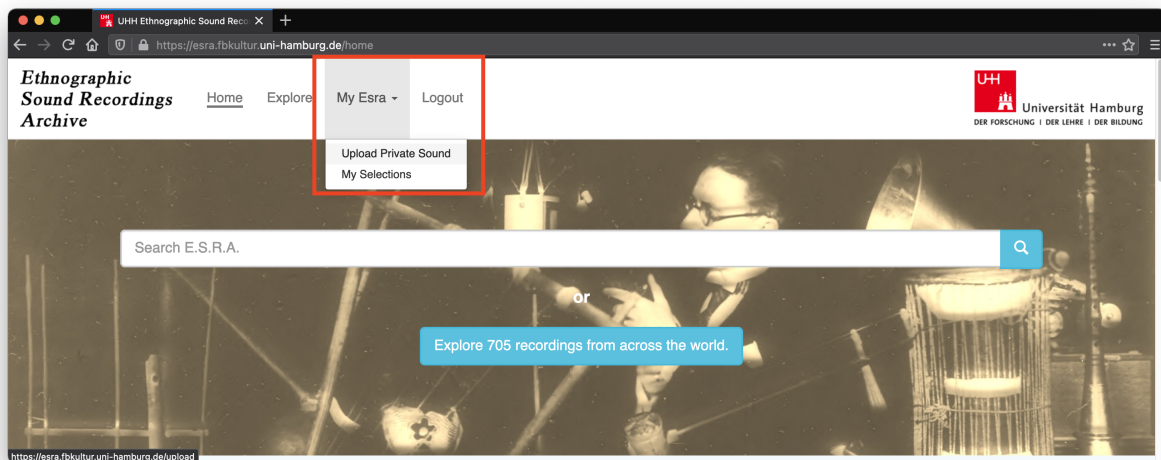 UHH Ethnographic Sound Reco
https://esra.fbkultur.uni-hamburg.de/home
Ethnographic
Sound Recordings
Archive
Home
Explore
My Esra
Logout
UHH
Universität Hamburg
DER FORSCHUNG | DER LEHRE | DER BILDUNG
Upload Private Sound
My Selections
Search E.S.R.A.
or
Explore 705 recordings from across the world.
https://esra.fbkultur.uni-hamburg.de/upload